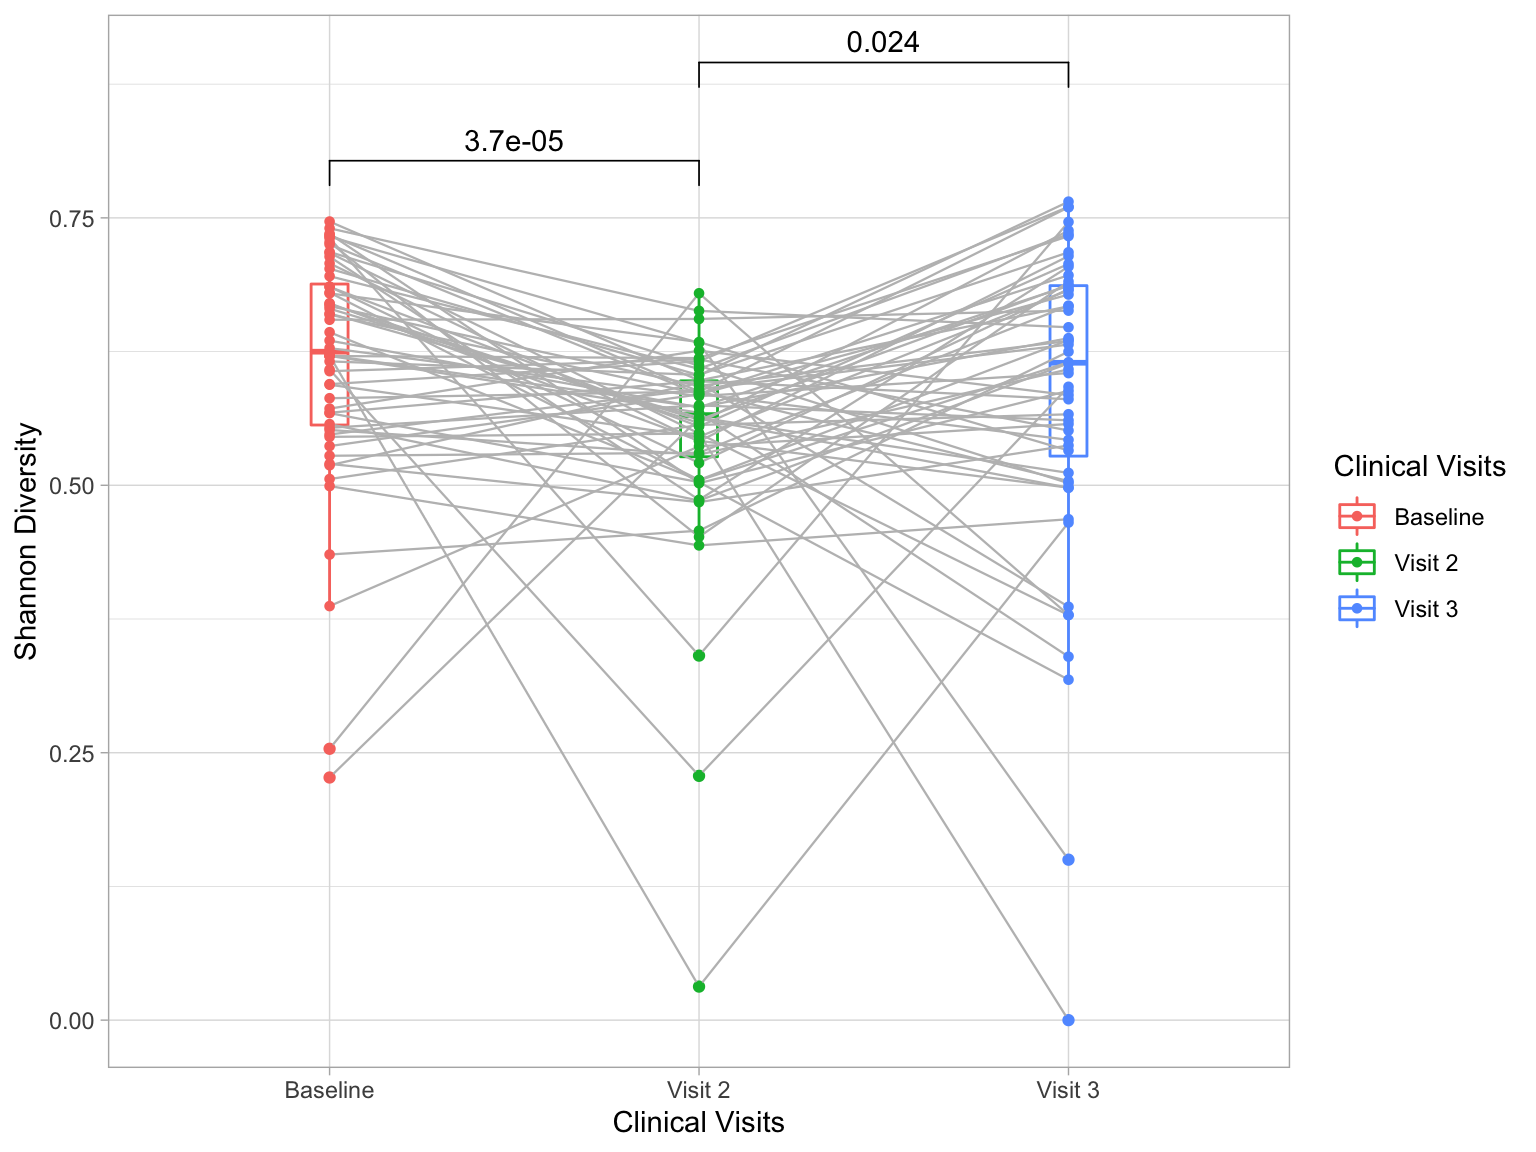 0.024
3.7e-05
0.75
0.50
0.25
0.00
Shannon Diversity
Baseline
Visit 2
Visit 3
Clinical Visits
Clinical Visits
Baseline
Visit 2
Visit 3